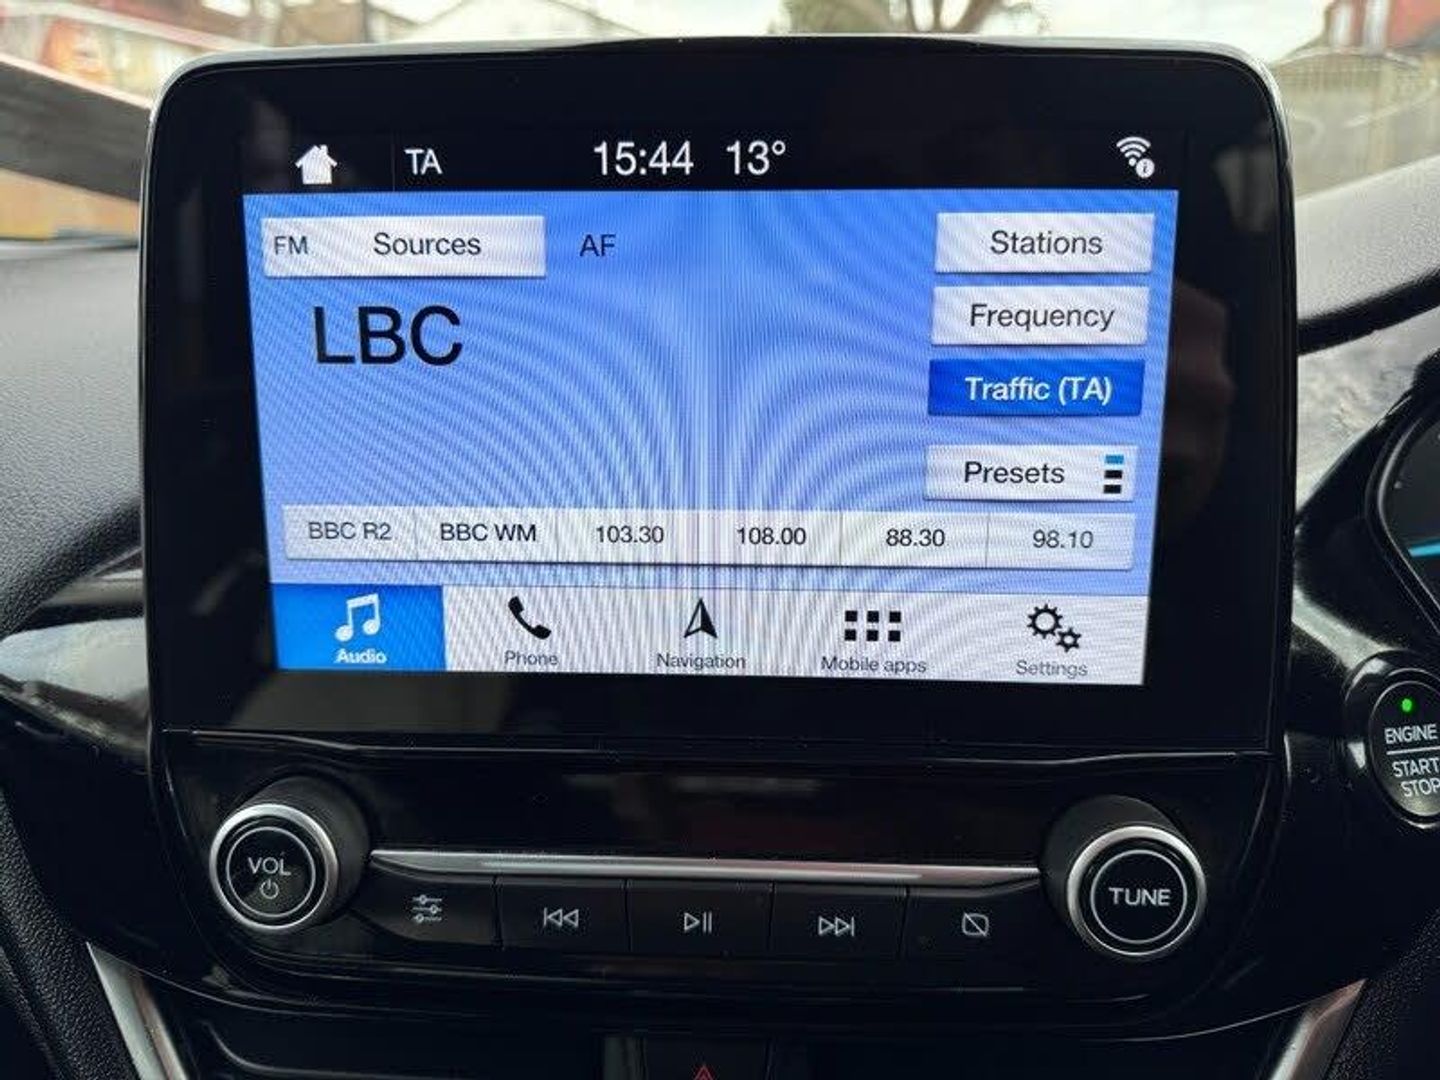 TA 15:44 13°
FM Sources AF Stations
LBC
Frequency
Traffic (TA)
Presets
BBC R2 BBC WM 103.30 108.00 88.30 98.10
Audio Phone Navigation Mobile apps Settings
ENGINE
START
STOP
VOL
TUNE